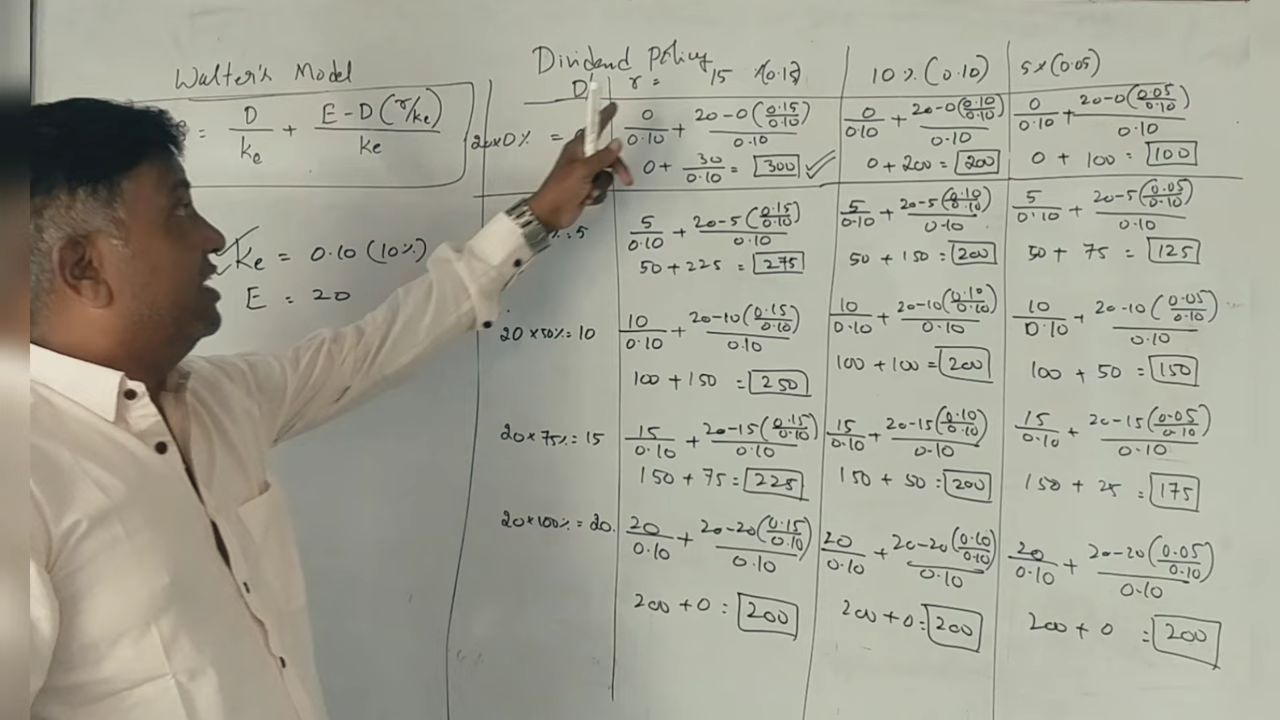 Walter's Model
= D/ke + E-D(r/ke)/ke
Ke = 0.10 (10%)
E = 20
Dividend Policy
D r = 15 %(0.15) 10%(0.10) 5%(0.05)
20×0% = 0/0.10 + 20-0(0.15/0.10)/0.10 0/0.10 + 20-0(0.10/0.10)/0.10 0/0.10 + 20-0(0.05/0.10)/0.10
0 + 30/0.10 = 300 ✓ 0 + 200 = 200 0 + 100 = 100
%=5 5/0.10 + 20-5(0.15/0.10)/0.10 5/0.10 + 20-5(0.10/0.10)/0.10 5/0.10 + 20-5(0.05/0.10)/0.10
50 + 225 = 275 50 + 150 = 200 50 + 75 = 125
20×50%=10 10/0.10 + 20-10(0.15/0.10)/0.10 10/0.10 + 20-10(0.10/0.10)/0.10 10/0.10 + 20-10(0.05/0.10)/0.10
100 + 150 = 250 100 + 100 = 200 100 + 50 = 150
20×75%=15 15/0.10 + 20-15(0.15/0.10)/0.10 15/0.10 + 20-15(0.10/0.10)/0.10 15/0.10 + 20-15(0.05/0.10)/0.10
150 + 75 = 225 150 + 50 = 200 150 + 25 = 175
20×100%=20. 20/0.10 + 20-20(0.15/0.10)/0.10 20/0.10 + 20-20(0.10/0.10)/0.10 20/0.10 + 20-20(0.05/0.10)/0.10
200 + 0 = 200 200 + 0 = 200 200 + 0 = 200